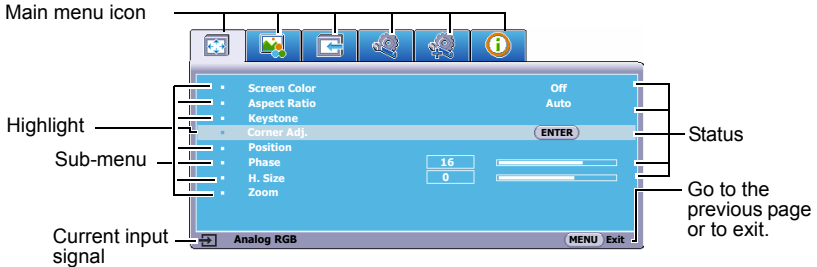 Main menu icon
Screen Color Off
Aspect Ratio Auto
Keystone
Highlight
Corner Adj. ENTER
Status
Position
Sub-menu
Phase 16
H. Size 0
Zoom
Go to the
previous page
or to exit.
Current input
signal
Analog RGB MENU Exit